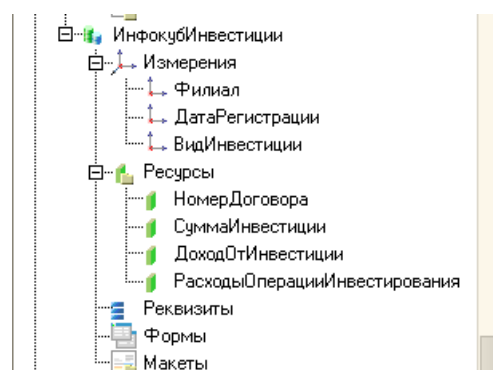 ИнфокубИнвестиции
Измерения
Филиал
ДатаРегистрации
ВидИнвестиции
Ресурсы
НомерДоговора
СуммаИнвестиции
ДоходОтИнвестиции
РасходыОперацииИнвестирования
Реквизиты
Формы
Макеты